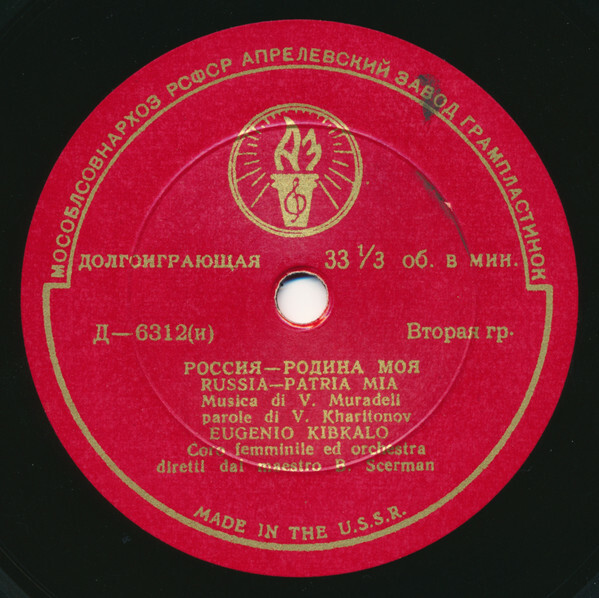 МОСОБЛСОВНАРХОЗ РСФСР АПРЕЛЕВСКИЙ ЗАВОД ГРАМПЛАСТИНОК
АЗ
ДОЛГОИГРАЮЩАЯ 33 1/3 об. в мин.
Д—6312(и) Вторая гр.
РОССИЯ—РОДИНА МОЯ
RUSSIA—PATRIA MIA
Musica di V. Muradeli
parole di V. Kharitonov
EUGENIO KIBKALO
Coro femminile ed orchestra
diretti dal maestro B. Scerman
MADE IN THE U.S.S.R.